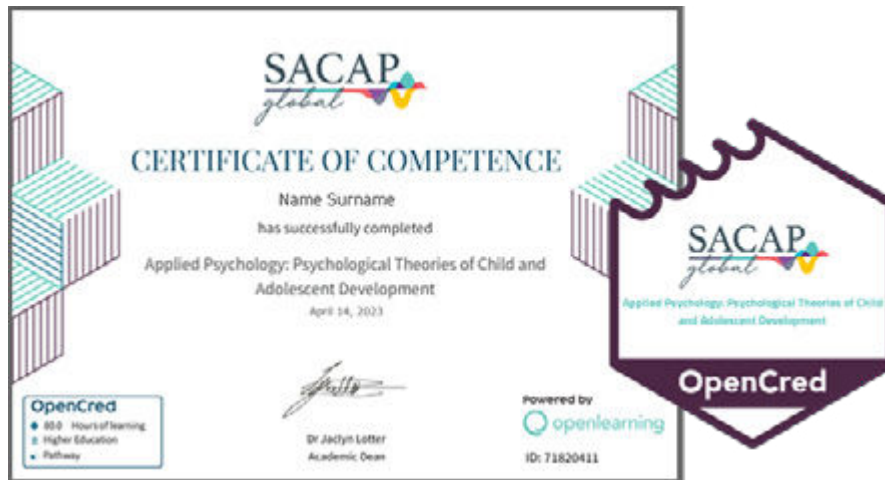 SACAP
global
CERTIFICATE OF COMPETENCE
Name Surname
has successfully completed
Applied Psychology: Psychological Theories of Child and
Adolescent Development
April 14, 2023
Dr Jaclyn Lotter
Academic Dean
OpenCred
Hours of learning
Higher Education
Pathway
Powered by
openlearning
ID: 71820411
SACAP
global
Applied Psychology: Psychological Theories of Child
and Adolescent Development
OpenCred